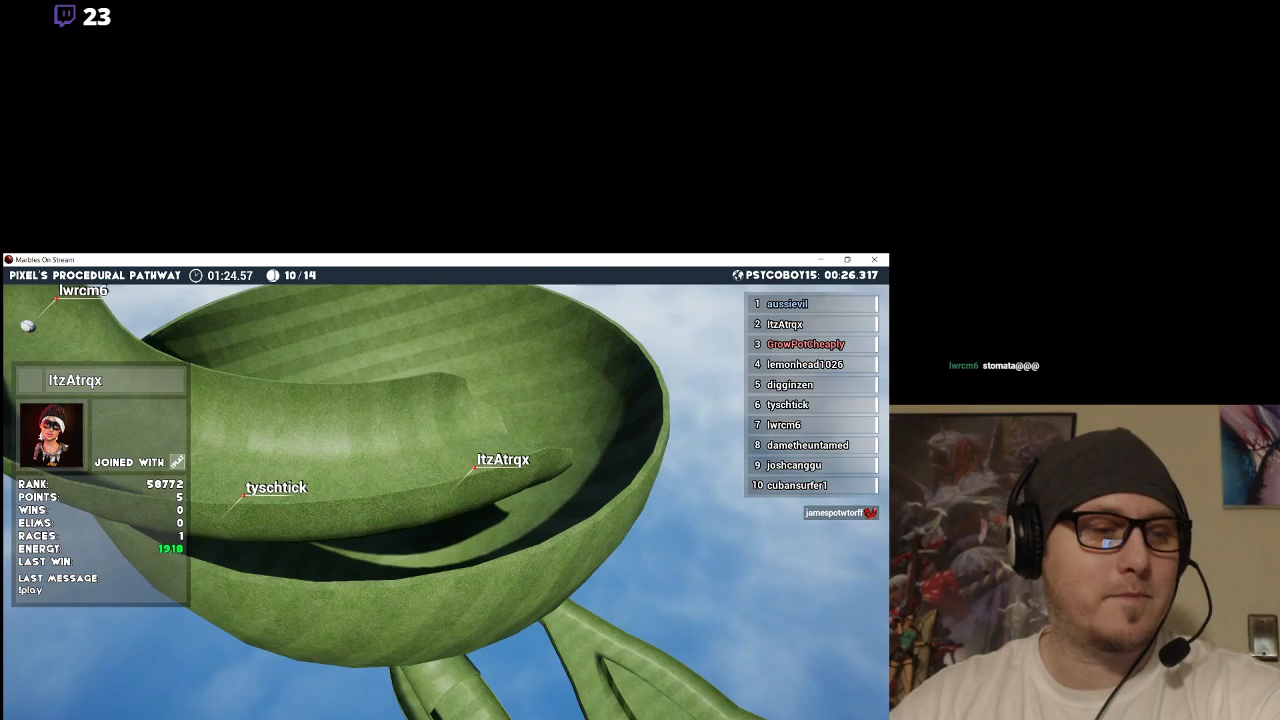 23
Marbles On Stream
PIXEL'S PROCEDURAL PATHWAY 01:24.57 10/14 PSYCOBOY15: 00:26.317
lwrcm6
1 aussievil
2 ItzAtrqx
3 GrowPotCheaply
4 lemonhead1026
5 digginzen
6 tyschtick
7 lwrcm6
8 dametheuntamed
9 joshcanggu
10 cubansurfer1
jamespotwtorff
ItzAtrqx
JOINED WITH:
RANK: 58772
POINTS: 5
WINS: 0
ELIMS: 0
RACES: 1
ENERGY: 1918
LAST WIN:
LAST MESSAGE:
!play
tyschtick
ItzAtrqx
lwrcm6 stomata@@@